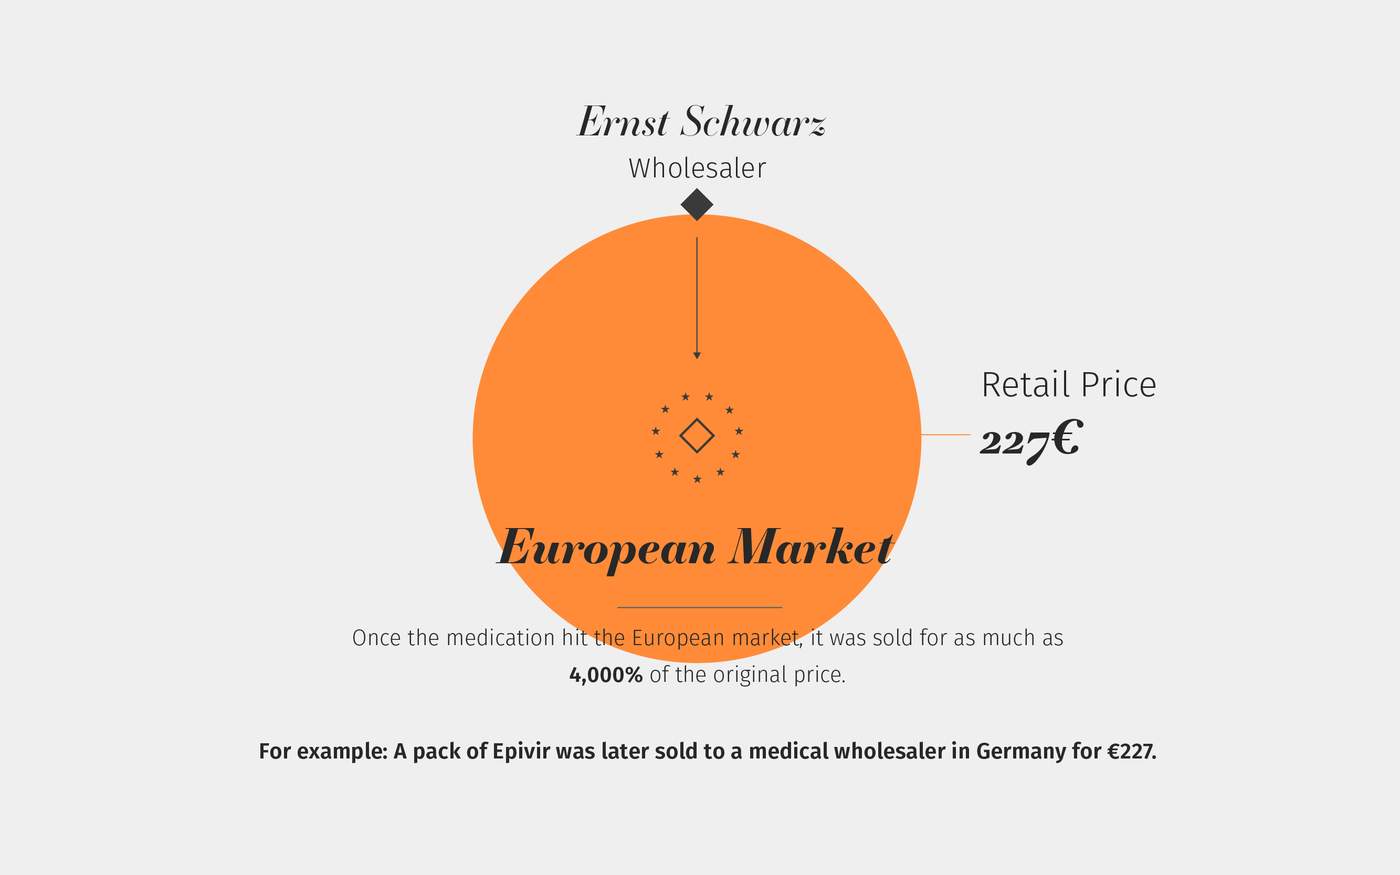 Ernst Schwarz
Wholesaler
Retail Price
227€
European Market
Once the medication hit the European market, it was sold for as much as
4,000% of the original price.
For example: A pack of Epivir was later sold to a medical wholesaler in Germany for €227.